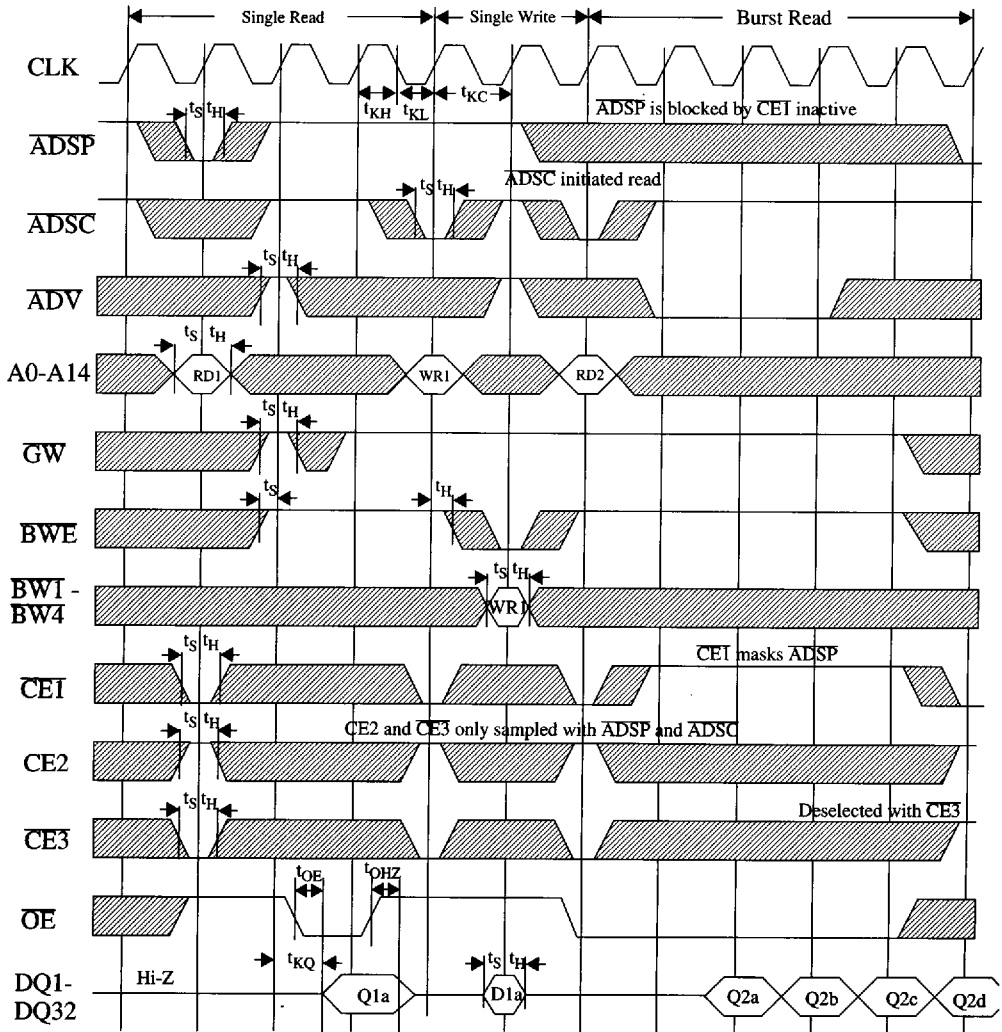 Single Read Single Write Burst Read
CLK
tKH tKL tKC
ADSP is blocked by CE1 inactive
tS tH
ADSP
ADSC initiated read
tS tH
ADSC
tS tH
ADV
tS tH
A0-A14 RD1 WR1 RD2
tS tH
GW
tS tH
BWE
tS tH
BW1 -
BW4
WR1
CE1 masks ADSP
tS tH
CE1
CE2 and CE3 only sampled with ADSP and ADSC
tS tH
CE2
tS tH
Deselected with CE3
CE3
tOE tOHZ
OE
tKQ tS tH
DQ1-
DQ32
Hi-Z Q1a D1a Q2a Q2b Q2c Q2d